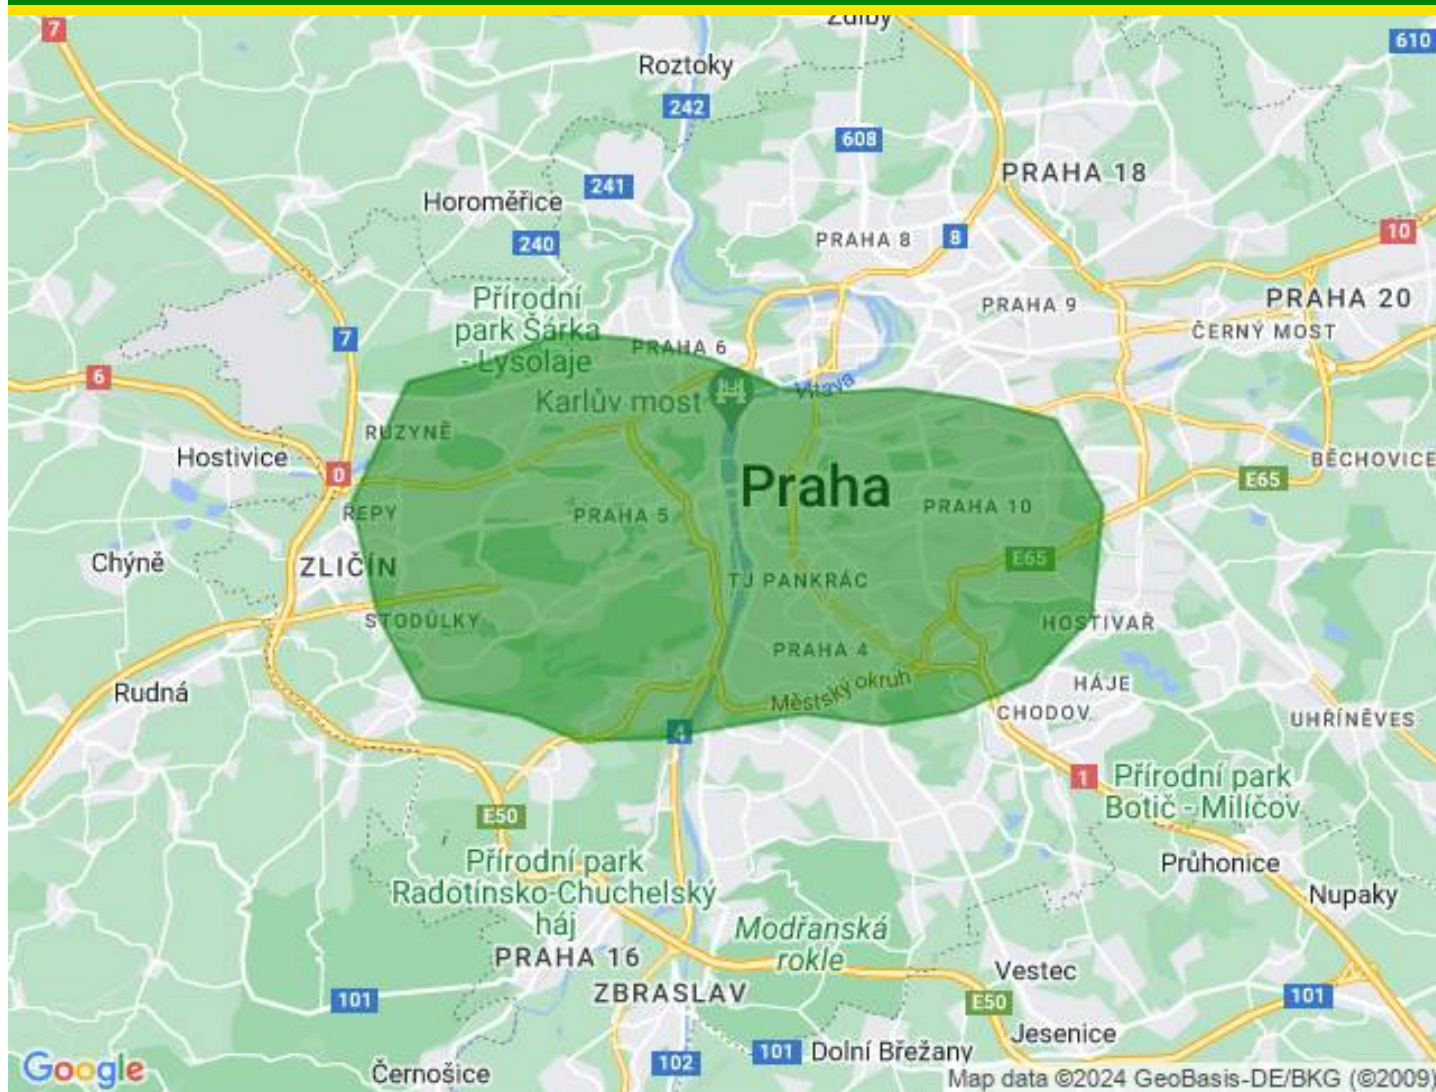 7
Zdiby
610
Roztoky
242
608
PRAHA 18
241
Horoměřice
PRAHA 8
8
10
240
Přírodní
park Šárka
-Lysolaje
PRAHA 9
PRAHA 20
7
PRAHA 6
ČERNÝ MOST
6
Vltava
Karlův most
RUZYNĚ
Hostivice
BĚCHOVICE
0
E65
Praha
ŘEPY
PRAHA 5
PRAHA 10
Chýně
ZLIČÍN
E65
TJ PANKRÁC
STODŮLKY
HOSTIVAŘ
PRAHA 4
Rudná
Městský okruh
HÁJE
CHODOV
UHŘÍNĚVES
4
1
Přírodní park
Botič - Milíčov
E50
Přírodní park
Radotínsko-Chuchelský
háj
Průhonice
Nupaky
Modřanská
rokle
PRAHA 16
Vestec
ZBRASLAV
101
E50
101
Jesenice
Google
Černošice
102
101
Dolní Břežany
Map data ©2024 GeoBasis-DE/BKG (©2009)